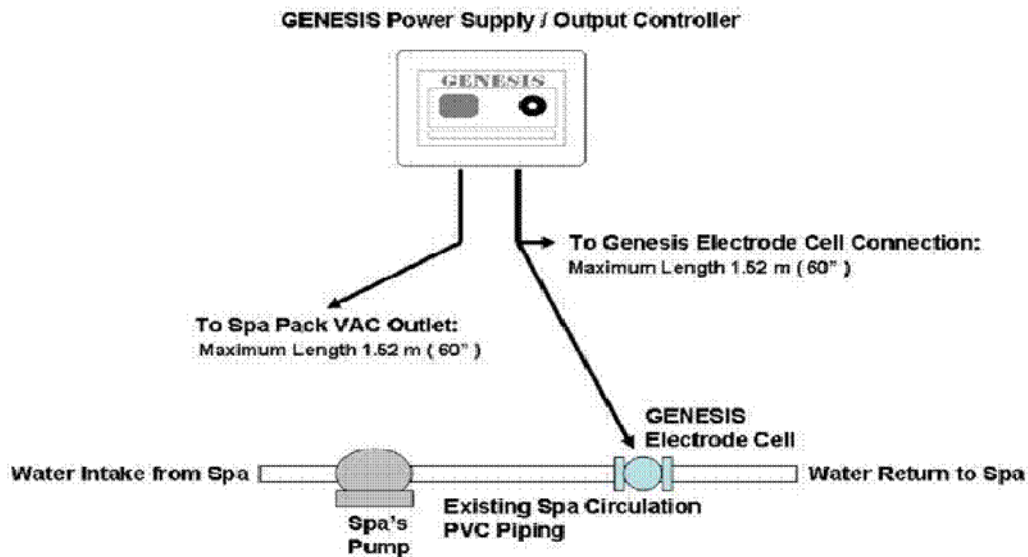 GENESIS Power Supply / Output Controller
GENESIS
To Genesis Electrode Cell Connection:
Maximum Length 1.52 m ( 60" )
To Spa Pack VAC Outlet:
Maximum Length 1.52 m ( 60" )
GENESIS
Electrode Cell
Water Intake from Spa
Water Return to Spa
Spa's
Pump
Existing Spa Circulation
PVC Piping